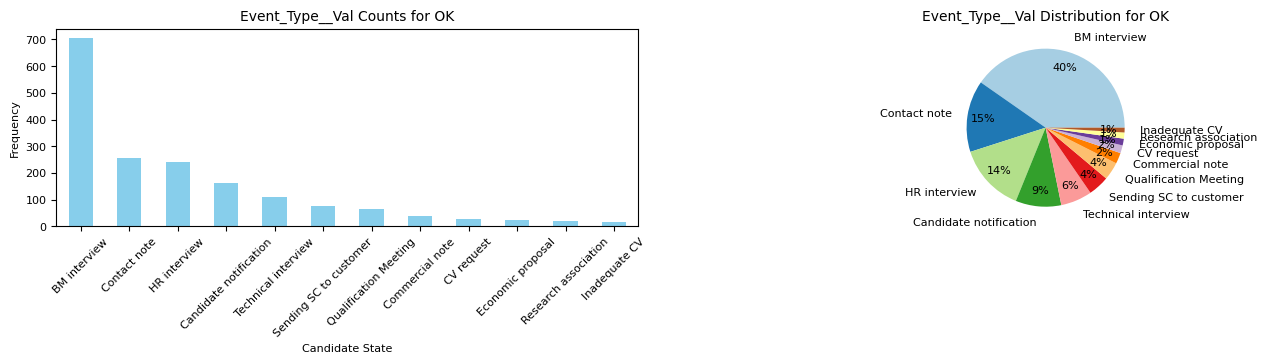 Event_Type__Val Counts for OK
Frequency
700
600
500
400
300
200
100
0
BM interview
Contact note
HR interview
Candidate notification
Technical interview
Sending SC to customer
Qualification Meeting
Commercial note
CV request
Economic proposal
Research association
Inadequate CV
Candidate State
Event_Type__Val Distribution for OK
BM interview
40%
Contact note
15%
HR interview
14%
Candidate notification
9%
Technical interview
6%
Sending SC to customer
4%
Qualification Meeting
4%
Commercial note
2%
CV request
2%
Economic proposal
1%
Research association
1%
Inadequate CV
1%